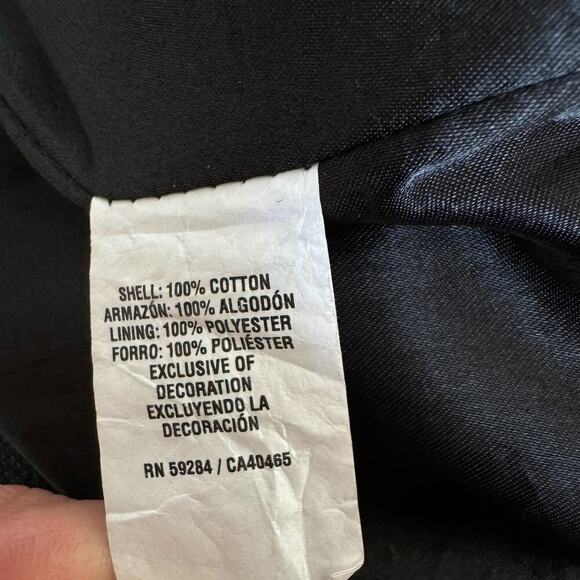 SHELL: 100% COTTON
ARMAZÓN: 100% ALGODÓN
LINING: 100% POLYESTER
FORRO: 100% POLIÉSTER
EXCLUSIVE OF
DECORATION
EXCLUYENDO LA
DECORACIÓN
RN 59284 / CA40465